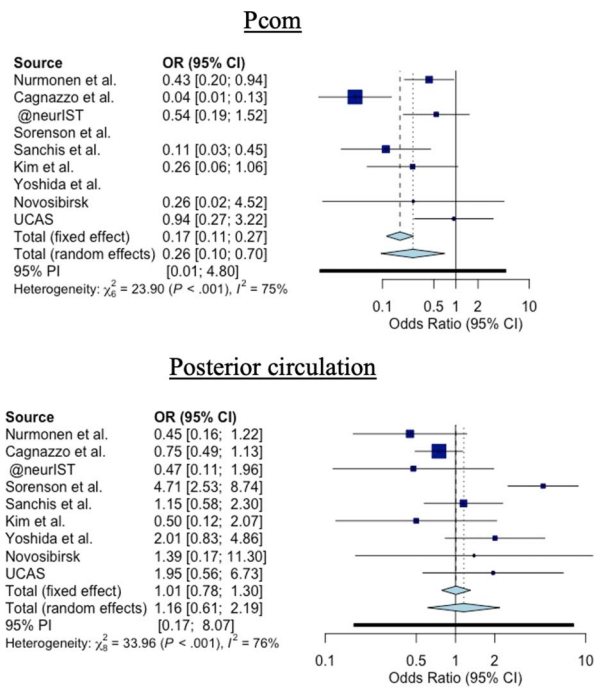 Pcom
Source OR (95% CI)
Nurmonen et al. 0.43 [0.20; 0.94]
Cagnazzo et al. 0.04 [0.01; 0.13]
@neurIST 0.54 [0.19; 1.52]
Sorenson et al.
Sanchis et al. 0.11 [0.03; 0.45]
Kim et al. 0.26 [0.06; 1.06]
Yoshida et al.
Novosibirsk 0.26 [0.02; 4.52]
UCAS 0.94 [0.27; 3.22]
Total (fixed effect) 0.17 [0.11; 0.27]
Total (random effects) 0.26 [0.10; 0.70]
95% PI [0.01; 4.80]
Heterogeneity: χ²₆ = 23.90 (P < .001), I² = 75%
0.1 0.5 1 2 10
Odds Ratio (95% CI)
Posterior circulation
Source OR (95% CI)
Nurmonen et al. 0.45 [0.16; 1.22]
Cagnazzo et al. 0.75 [0.49; 1.13]
@neurIST 0.47 [0.11; 1.96]
Sorenson et al. 4.71 [2.53; 8.74]
Sanchis et al. 1.15 [0.58; 2.30]
Kim et al. 0.50 [0.12; 2.07]
Yoshida et al. 2.01 [0.83; 4.86]
Novosibirsk 1.39 [0.17; 11.30]
UCAS 1.95 [0.56; 6.73]
Total (fixed effect) 1.01 [0.78; 1.30]
Total (random effects) 1.16 [0.61; 2.19]
95% PI [0.17; 8.07]
Heterogeneity: χ²₈ = 33.96 (P < .001), I² = 76%
0.1 0.5 1 2 10
Odds Ratio (95% CI)